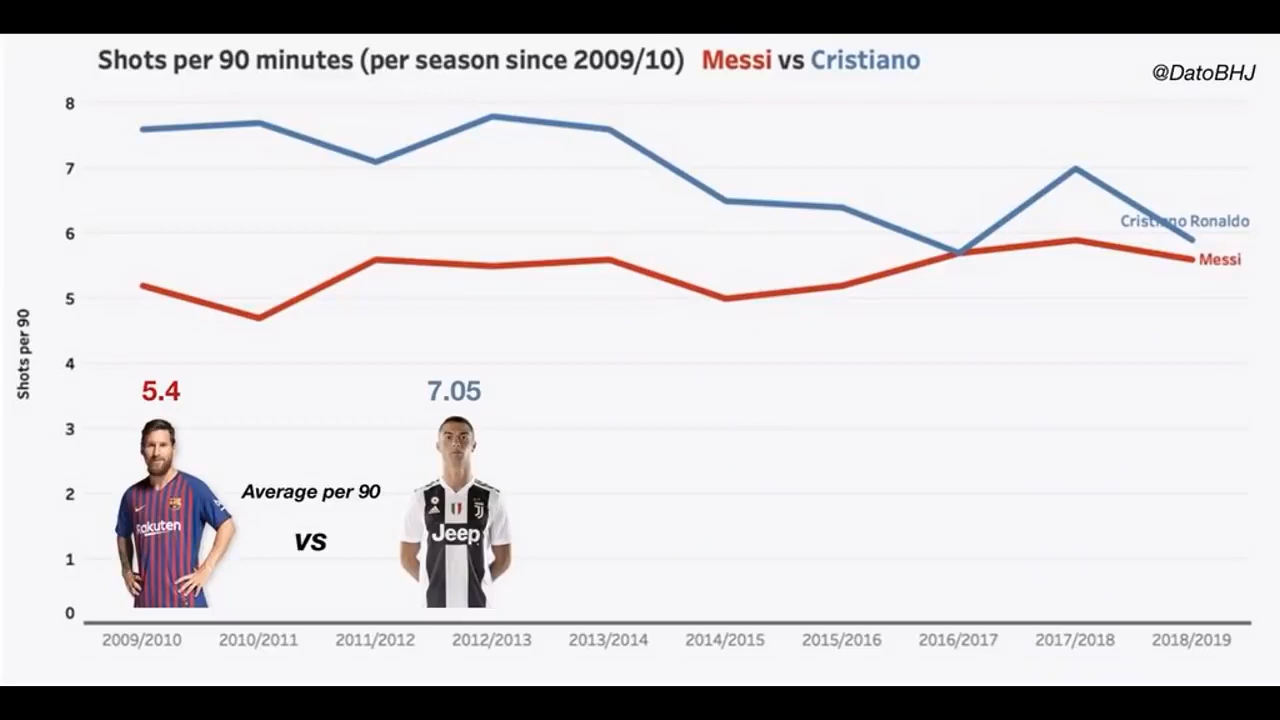 Shots per 90 minutes (per season since 2009/10) Messi vs Cristiano
@DatoBHJ
8
7
6
5
4
3
2
1
0
Shots per 90
Cristiano Ronaldo
Messi
5.4
7.05
Average per 90
vs
Rakuten
Jeep
2009/2010 2010/2011 2011/2012 2012/2013 2013/2014 2014/2015 2015/2016 2016/2017 2017/2018 2018/2019